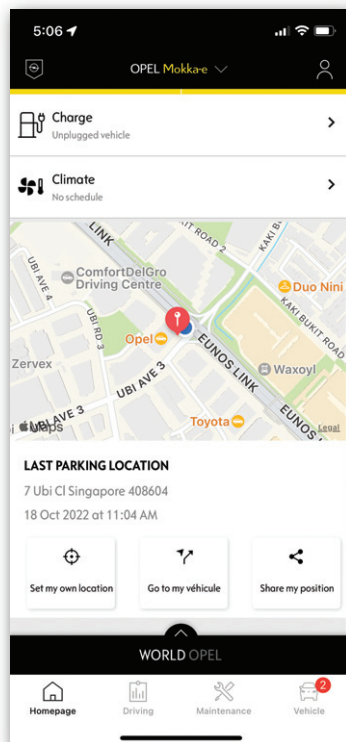 5:06
OPEL Mokka-e
Charge
Unplugged vehicle
Climate
No schedule
LINK
KAKI BUKIT ROAD 2
KAKI
UBI AVE 4
ComfortDelGro
Driving Centre
Duo Nini
KAKI BUKIT ROAD
UBI RD 3
Opel
Zervex
EUNOS LINK
Waxoyl
UBI AVE 3
UBI AVE 3
Toyota
EUNOS
Maps
Legal
LAST PARKING LOCATION
7 Ubi Cl Singapore 408604
18 Oct 2022 at 11:04 AM
Set my own location
Go to my véhicule
Share my position
WORLD OPEL
2
Homepage
Driving
Maintenance
Vehicle